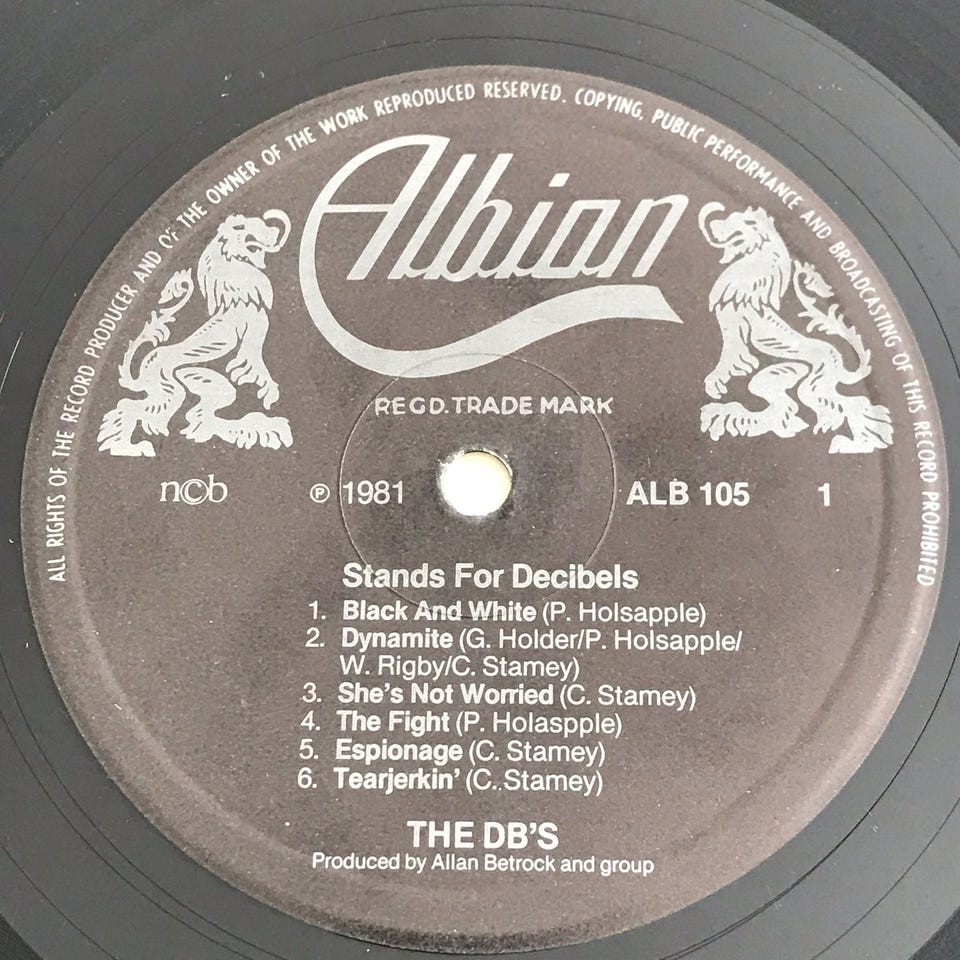 ALL RIGHTS OF THE RECORD PRODUCER AND OF THE OWNER OF THE WORK REPRODUCED RESERVED. COPYING, PUBLIC PERFORMANCE AND BROADCASTING OF THIS RECORD PROHIBITED
Albion
REGD. TRADE MARK
n©b ℗ 1981 ALB 105 1
Stands For Decibels
1. Black And White (P. Holsapple)
2. Dynamite (G. Holder/P. Holsapple/
W. Rigby/C. Stamey)
3. She's Not Worried (C. Stamey)
4. The Fight (P. Holaspple)
5. Espionage (C. Stamey)
6. Tearjerkin' (C. Stamey)
THE DB'S
Produced by Allan Betrock and group